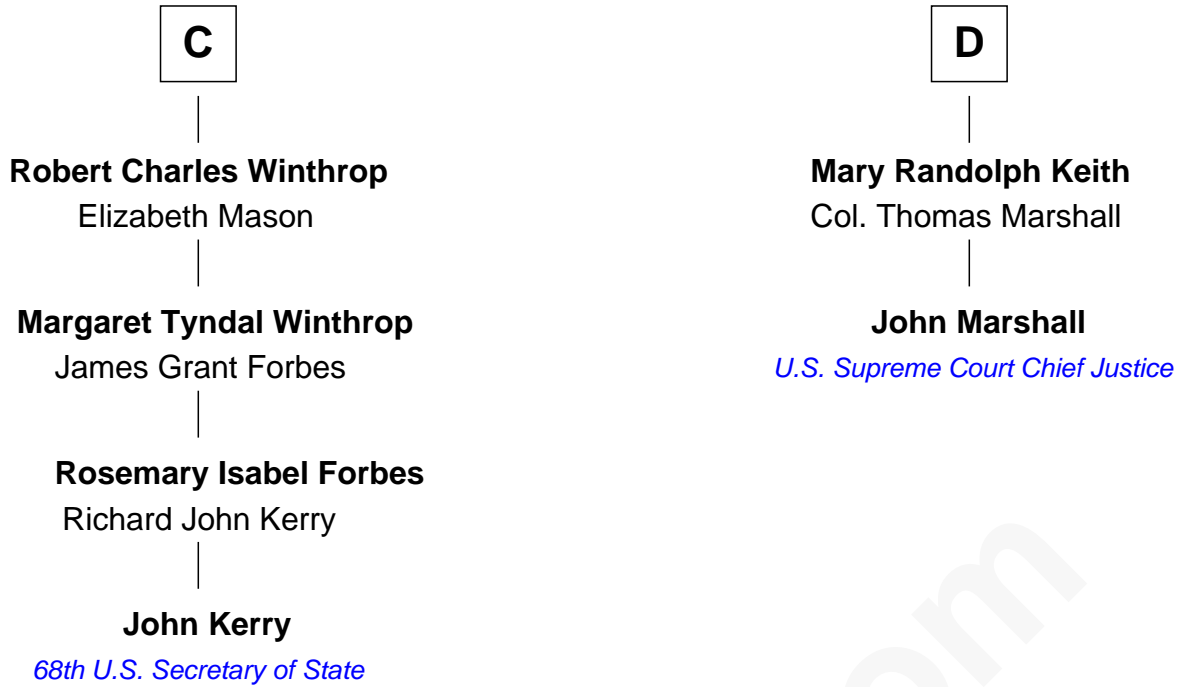 C
Robert Charles Winthrop
Elizabeth Mason
Margaret Tyndal Winthrop
James Grant Forbes
Rosemary Isabel Forbes
Richard John Kerry
John Kerry
68th U.S. Secretary of State
D
Mary Randolph Keith
Col. Thomas Marshall
John Marshall
U.S. Supreme Court Chief Justice
om